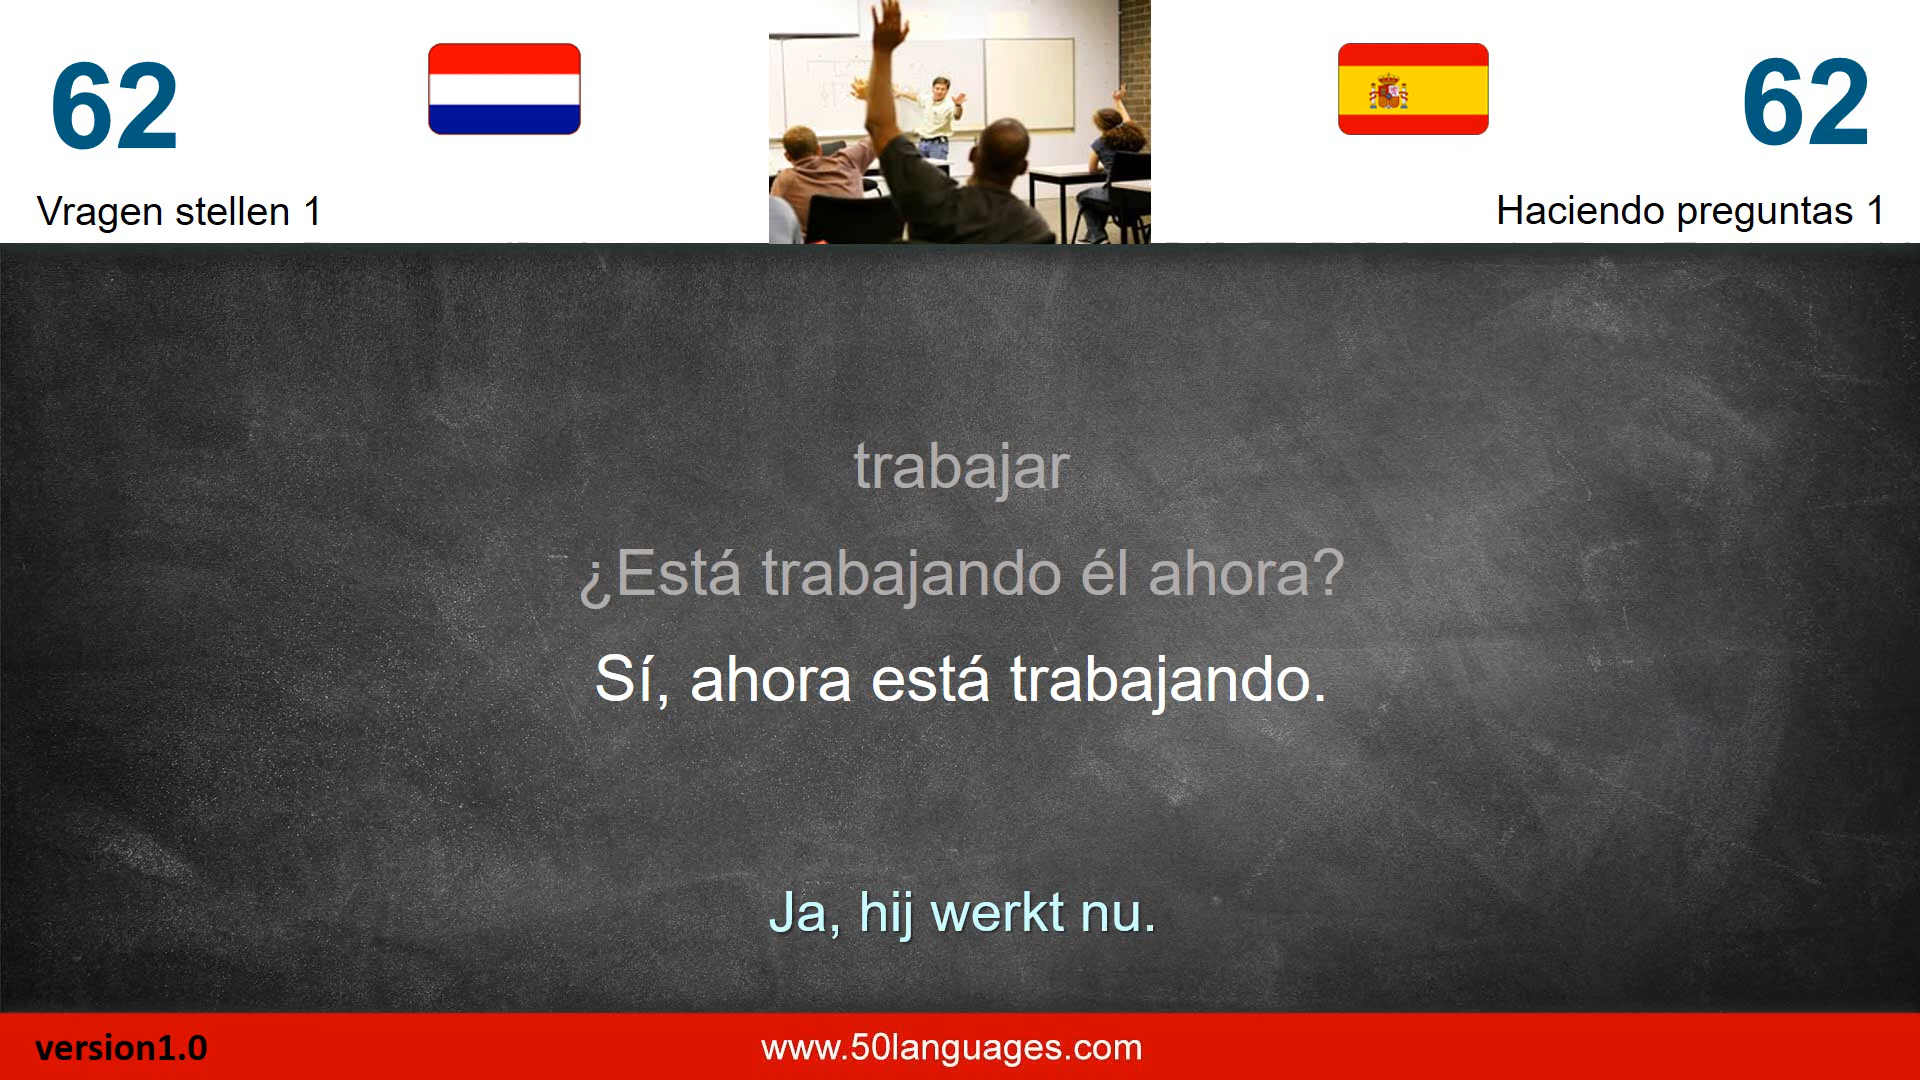 62
62
Vragen stellen 1
Haciendo preguntas 1
trabajar
¿Está trabajando él ahora?
Sí, ahora está trabajando.
Ja, hij werkt nu.
version1.0
www.50languages.com